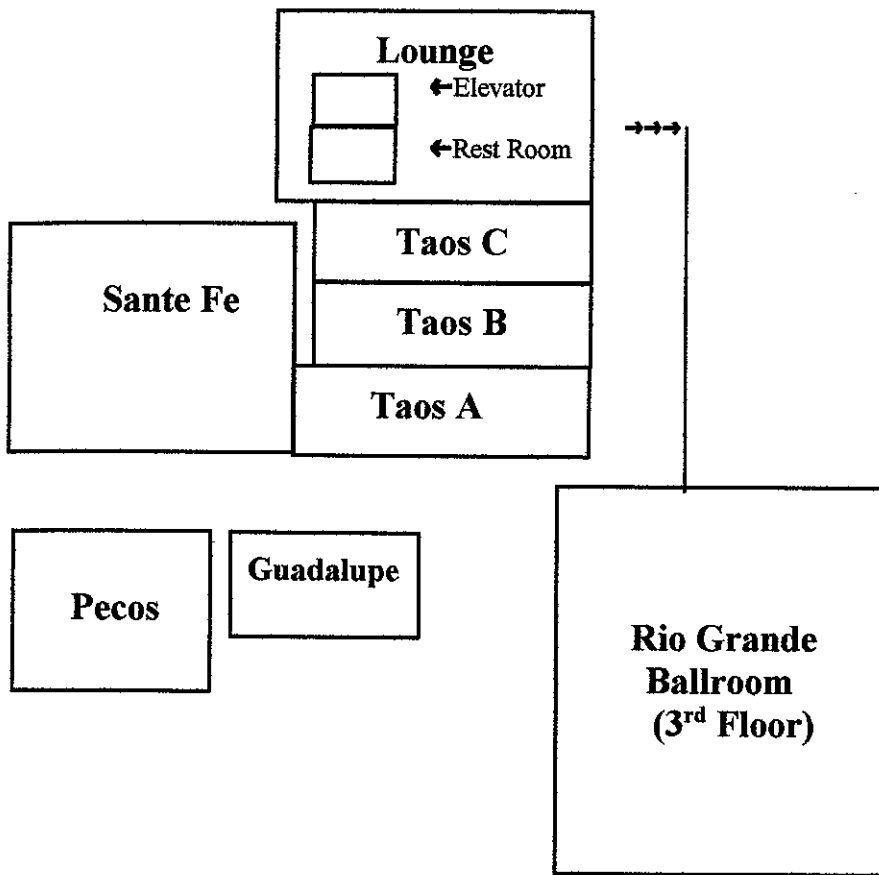 Lounge
←Elevator
←Rest Room
→→→
Taos C
Sante Fe
Taos B
Taos A
Guadalupe
Pecos
Rio Grande
Ballroom
(3rd Floor)